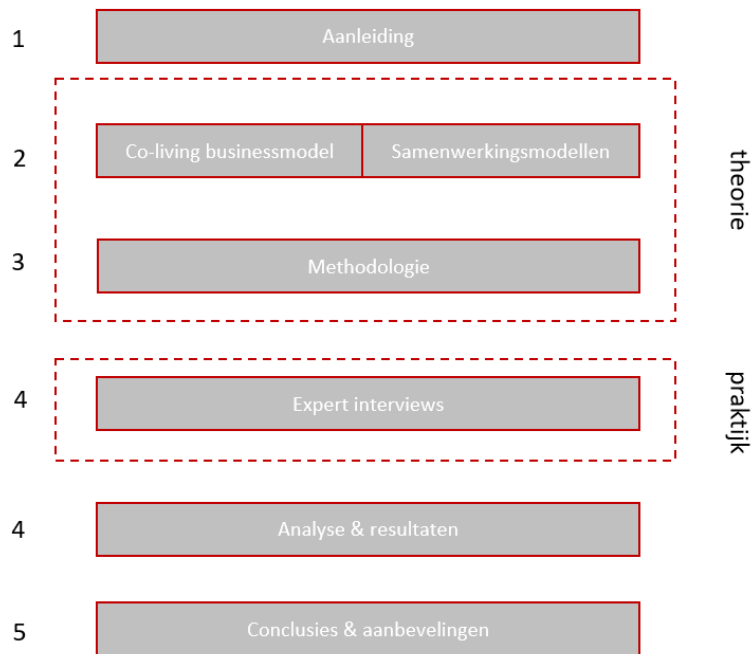 1
Aanleiding
2
Co-living businessmodel
Samenwerkingsmodellen
theorie
3
Methodologie
4
Expert interviews
praktijk
4
Analyse & resultaten
5
Conclusies & aanbevelingen